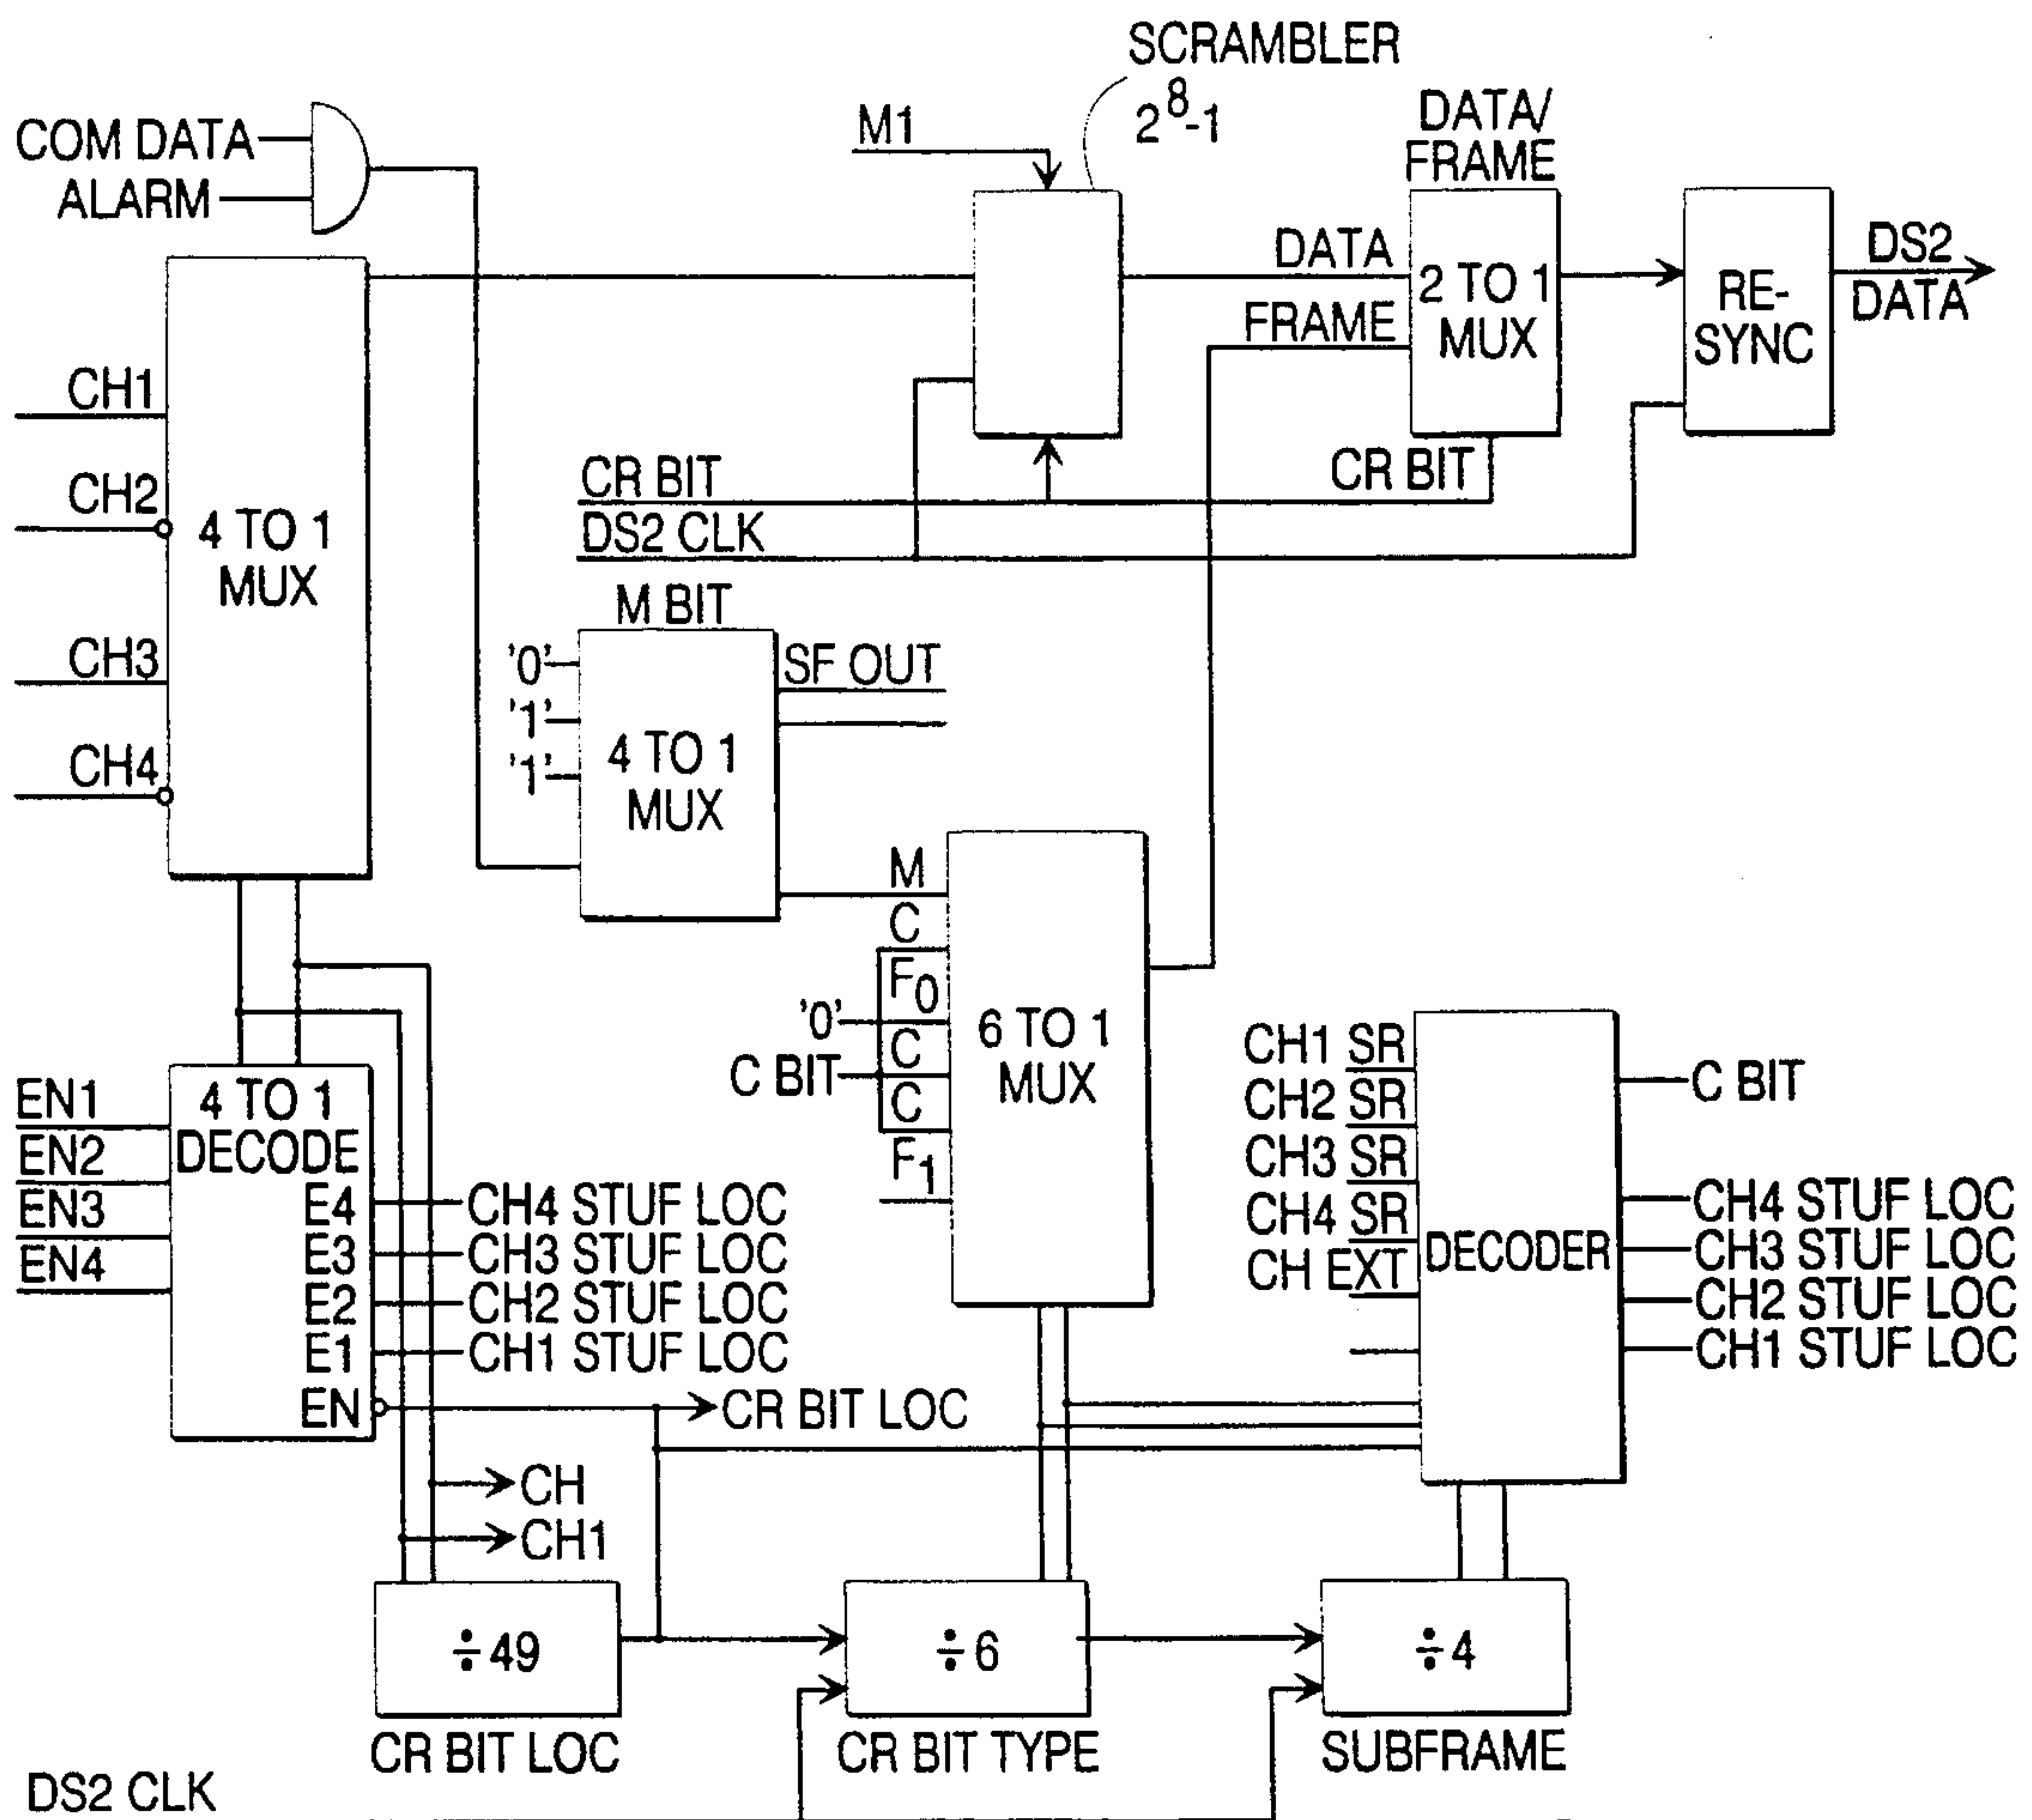 SCRAMBLER
2⁸-1
COM DATA
ALARM
M1
DATA/
FRAME
DATA
FRAME
2 TO 1
MUX
RE-
SYNC
DS2
DATA
CH1
CH2
CH3
CH4
4 TO 1
MUX
CR BIT
CR BIT
DS2 CLK
M BIT
'0'
'1'
'1'
4 TO 1
MUX
SF OUT
M
C
F₀
'0'
C
C BIT
C
F₁
6 TO 1
MUX
EN1
EN2
EN3
EN4
4 TO 1
DECODE
E4
E3
E2
E1
EN
CH4 STUF LOC
CH3 STUF LOC
CH2 STUF LOC
CH1 STUF LOC
CR BIT LOC
CH
CH1
CH1 SR
CH2 SR
CH3 SR
CH4 SR
CH EXT
DECODER
C BIT
CH4 STUF LOC
CH3 STUF LOC
CH2 STUF LOC
CH1 STUF LOC
÷49
÷6
÷4
CR BIT LOC
CR BIT TYPE
SUBFRAME
DS2 CLK